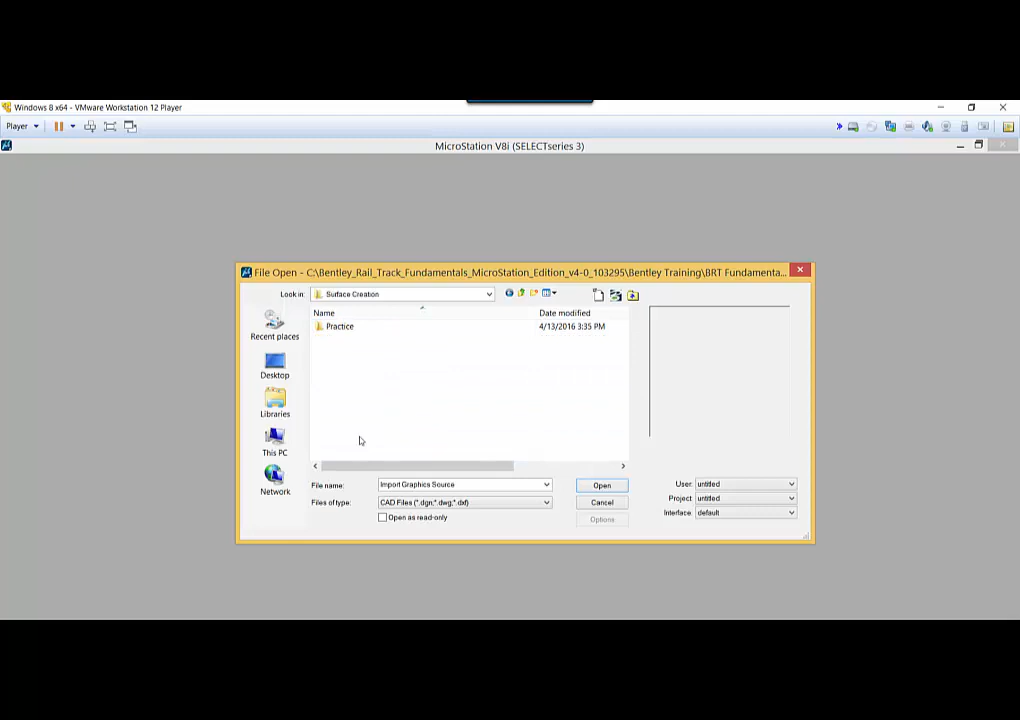 Windows 8 x64 - VMware Workstation 12 Player
Player
MicroStation V8i (SELECTseries 3)
File Open - C:\Bentley_Rail_Track_Fundamentals_MicroStation_Edition_v4-0_103295\Bentley Training\BRT Fundamenta...
Look in: Surface Creation
Name Date modified
Practice 4/13/2016 3:35 PM
Recent places
Desktop
Libraries
This PC
Network
File name: Import Graphics Source Open User: untitled
Files of type: CAD Files (*.dgn;*.dwg;*.dxf) Cancel Project: untitled
Open as read-only Options Interface: default